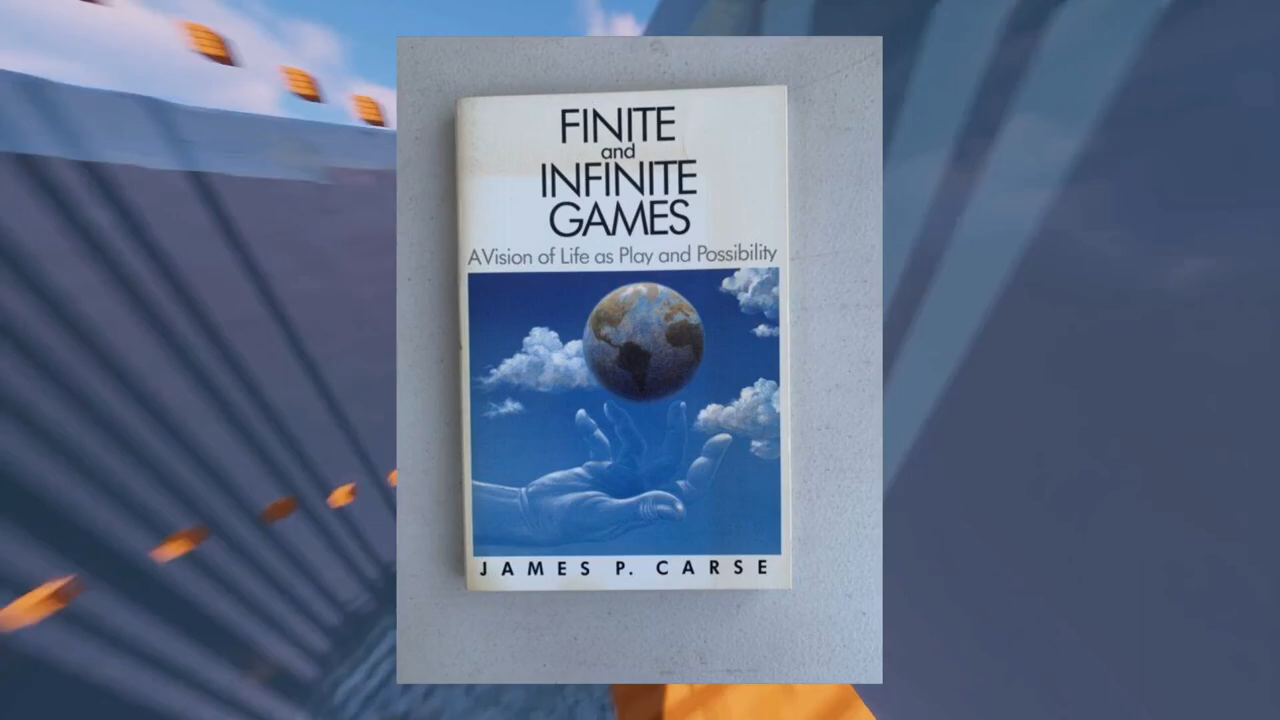 FINITE
and
INFINITE
GAMES
A Vision of Life as Play and Possibility
JAMES P. CARSE